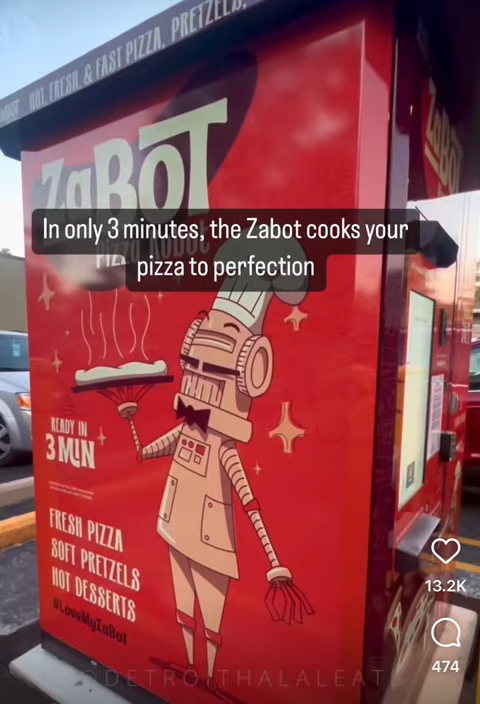 HOT, FRESH, & FAST PIZZA, PRETZELS,
ZaBoT
In only 3 minutes, the Zabot cooks your
pizza to perfection
READY IN
3 MIN
FRESH PIZZA
SOFT PRETZELS
HOT DESSERTS
#LoveMyZaBot
13.2K
474
@DETROITHALALEATS